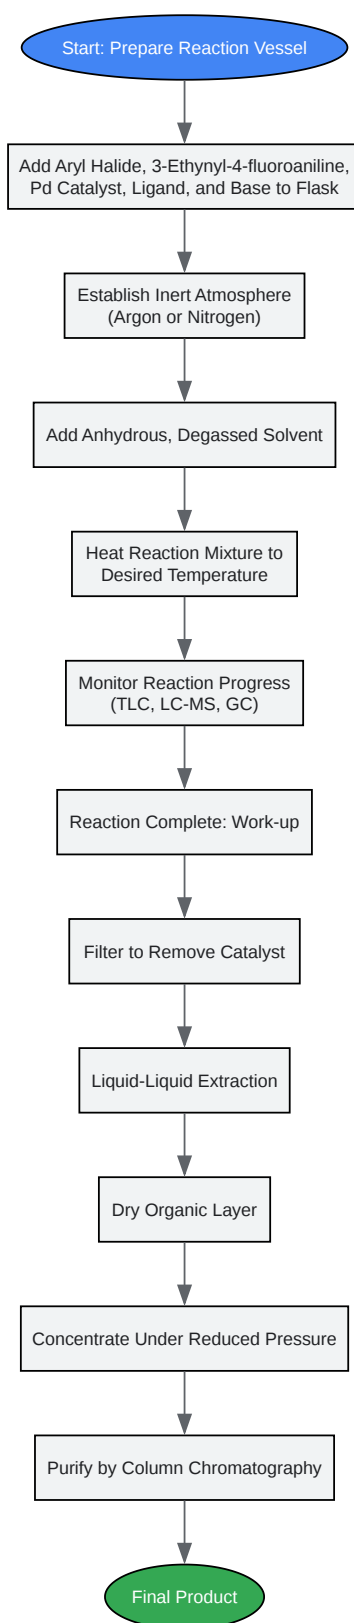 Start: Prepare Reaction Vessel
Add Aryl Halide, 3-Ethynyl-4-fluoroaniline,
Pd Catalyst, Ligand, and Base to Flask
Establish Inert Atmosphere
(Argon or Nitrogen)
Add Anhydrous, Degassed Solvent
Heat Reaction Mixture to
Desired Temperature
Monitor Reaction Progress
(TLC, LC-MS, GC)
Reaction Complete: Work-up
Filter to Remove Catalyst
Liquid-Liquid Extraction
Dry Organic Layer
Concentrate Under Reduced Pressure
Purify by Column Chromatography
Final Product